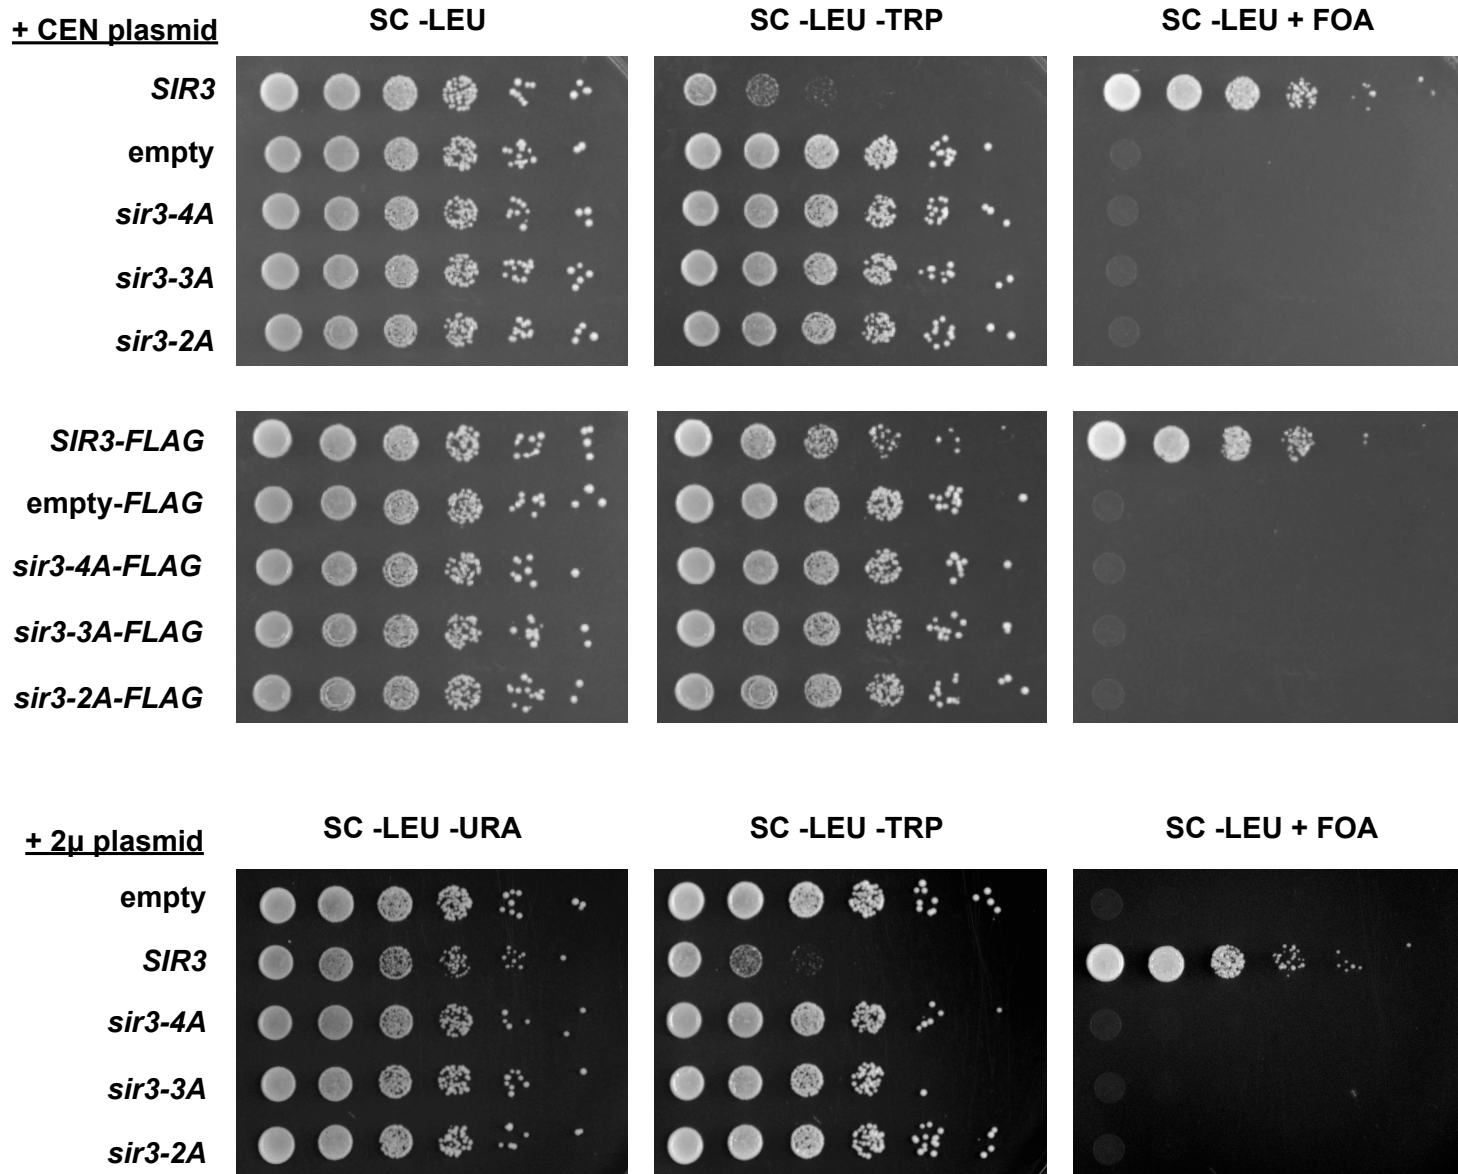 + CEN plasmid
SC -LEU
SC -LEU -TRP
SC -LEU + FOA
SIR3
empty
sir3-4A
sir3-3A
sir3-2A
SIR3-FLAG
empty-FLAG
sir3-4A-FLAG
sir3-3A-FLAG
sir3-2A-FLAG
+ 2µ plasmid
SC -LEU -URA
SC -LEU -TRP
SC -LEU + FOA
empty
SIR3
sir3-4A
sir3-3A
sir3-2A